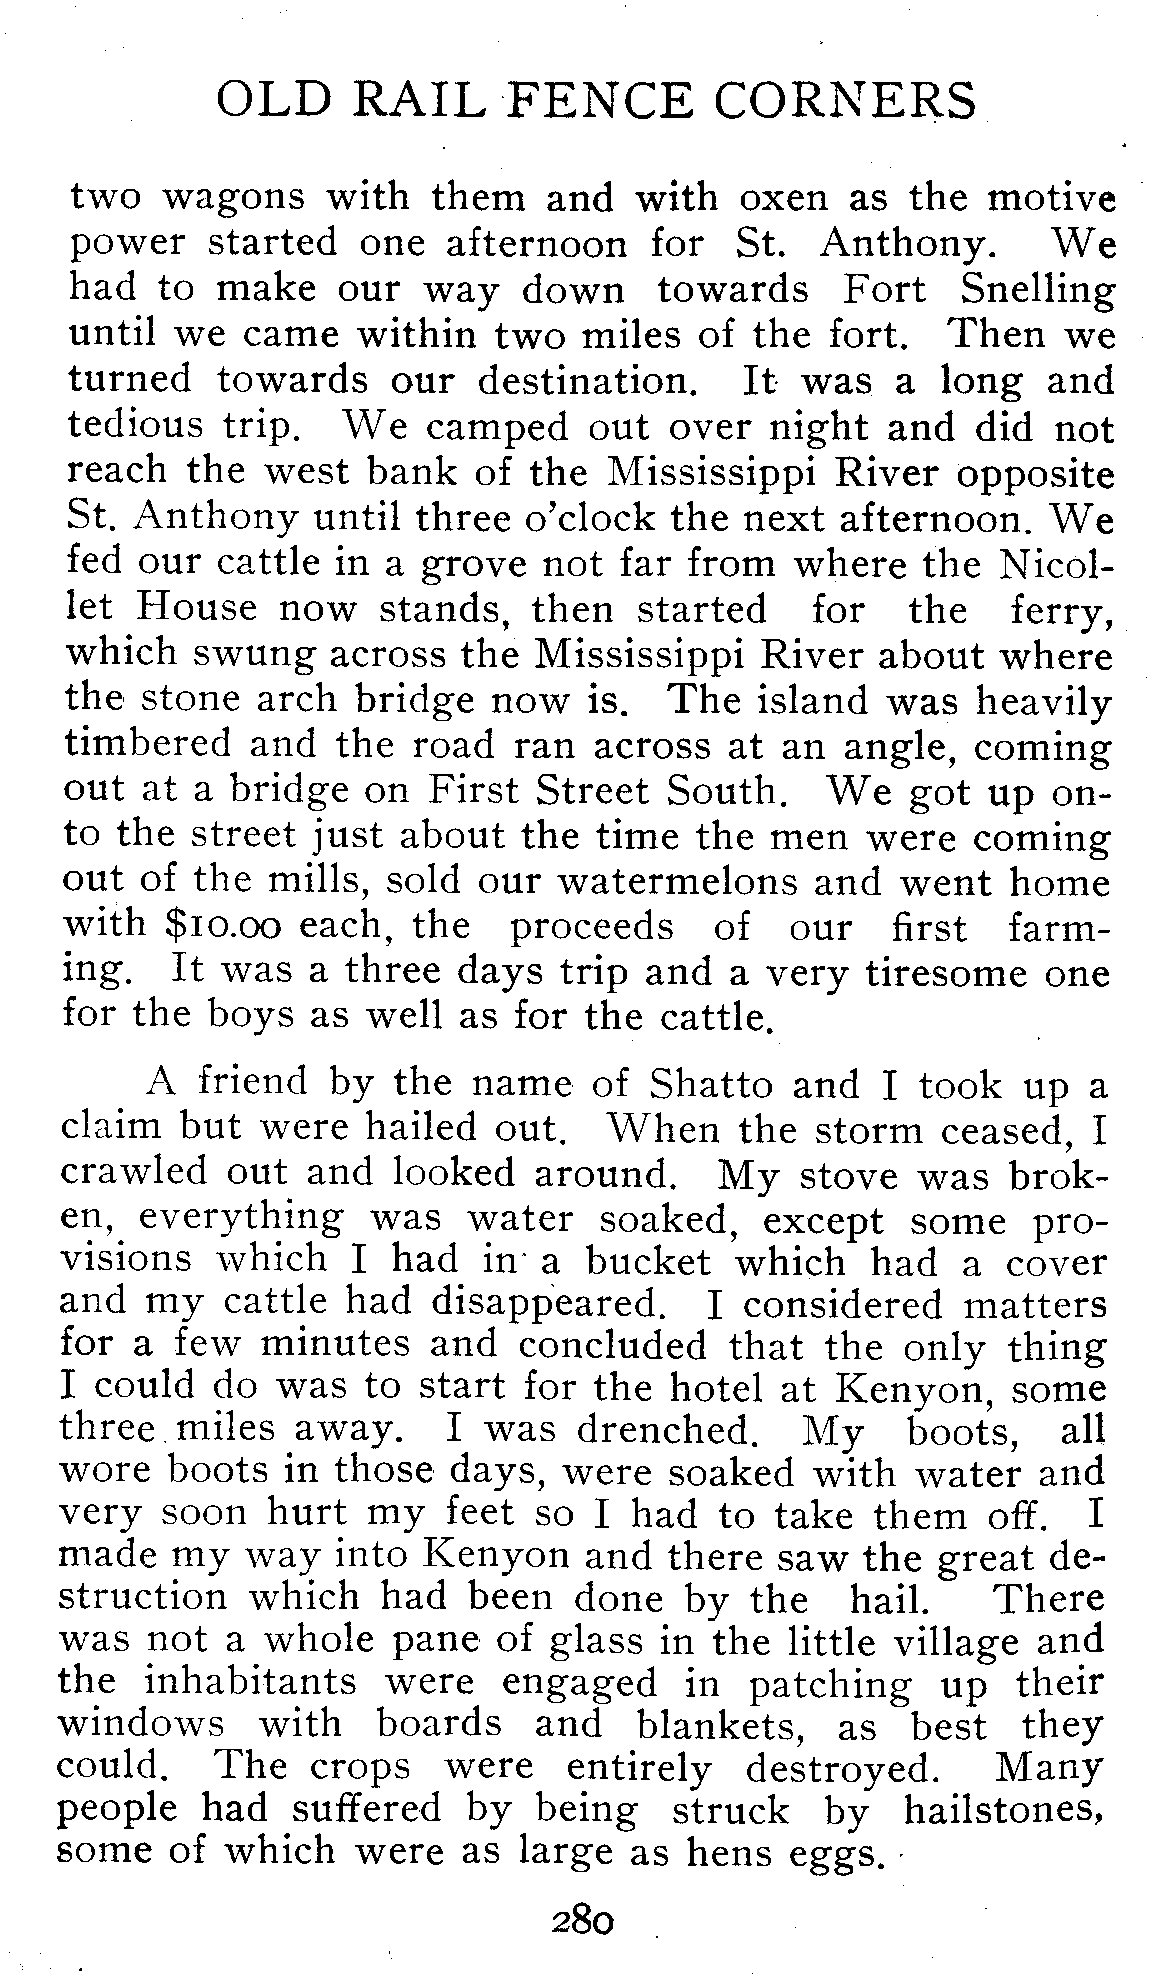 OLD RAIL FENCE CORNERS
two wagons with them and with oxen as the motive
power started one afternoon for St. Anthony. We
had to make our way down towards Fort Snelling
until we came within two miles of the fort. Then we
turned towards our destination. It was a long and
tedious trip. We camped out over night and did not
reach the west bank of the Mississippi River opposite
St. Anthony until three o'clock the next afternoon. We
fed our cattle in a grove not far from where the Nicol-
let House now stands, then started for the ferry,
which swung across the Mississippi River about where
the stone arch bridge now is. The island was heavily
timbered and the road ran across at an angle, coming
out at a bridge on First Street South. We got up on-
to the street just about the time the men were coming
out of the mills, sold our watermelons and went home
with $10.00 each, the proceeds of our first farm-
ing. It was a three days trip and a very tiresome one
for the boys as well as for the cattle.
A friend by the name of Shatto and I took up a
claim but were hailed out. When the storm ceased, I
crawled out and looked around. My stove was brok-
en, everything was water soaked, except some pro-
visions which I had in a bucket which had a cover
and my cattle had disappeared. I considered matters
for a few minutes and concluded that the only thing
I could do was to start for the hotel at Kenyon, some
three miles away. I was drenched. My boots, all
wore boots in those days, were soaked with water and
very soon hurt my feet so I had to take them off. I
made my way into Kenyon and there saw the great de-
struction which had been done by the hail. There
was not a whole pane of glass in the little village and
the inhabitants were engaged in patching up their
windows with boards and blankets, as best they
could. The crops were entirely destroyed. Many
people had suffered by being struck by hailstones,
some of which were as large as hens eggs.
280